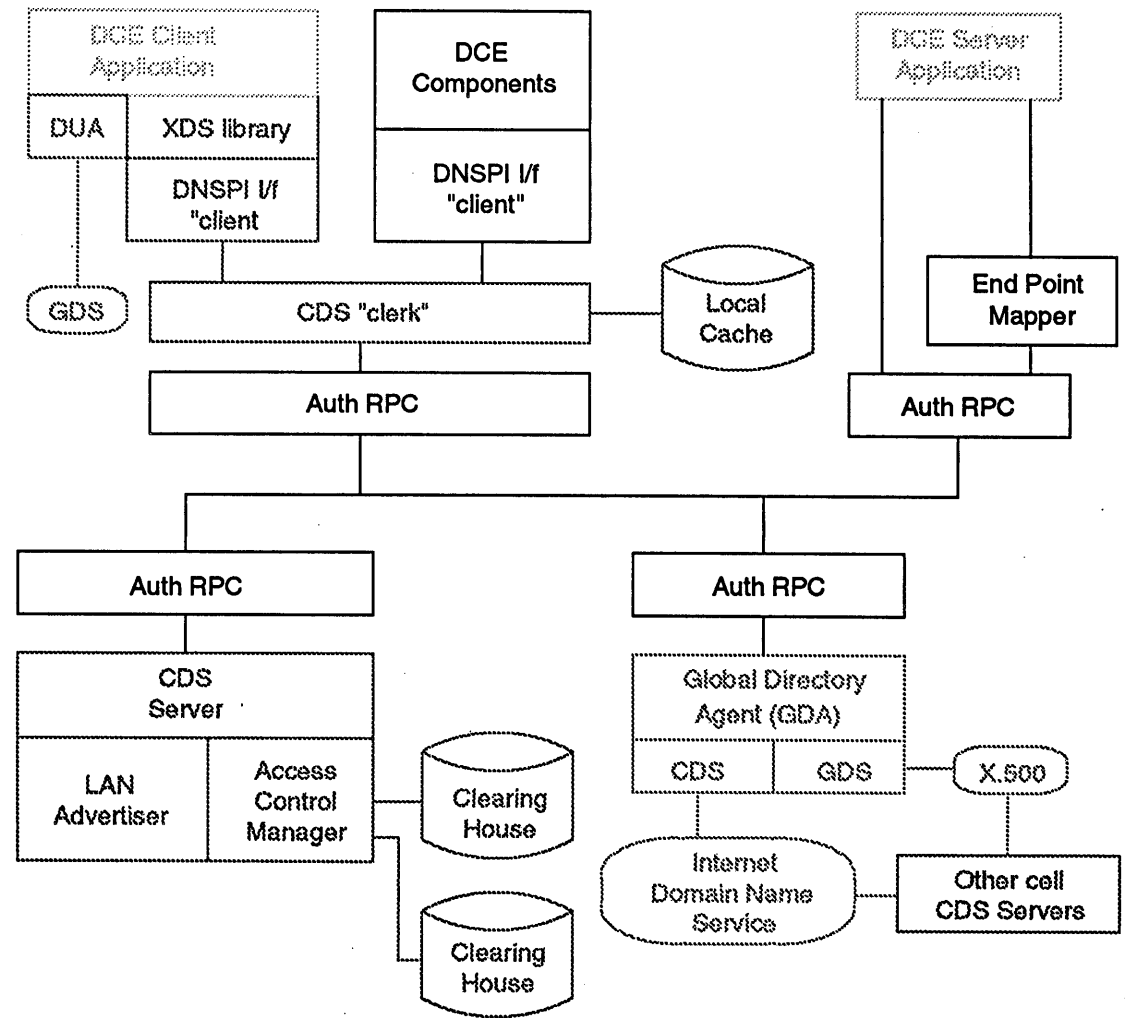 DCE Client
Application
DUA
XDS library
DNSPI I/f
"client
GDS
DCE
Components
DNSPI I/f
"client"
CDS "clerk"
Local
Cache
Auth RPC
DCE Server
Application
End Point
Mapper
Auth RPC
Auth RPC
CDS
Server
LAN
Advertiser
Access
Control
Manager
Clearing
House
Clearing
House
Auth RPC
Global Directory
Agent (GDA)
CDS
GDS
X.500
Internet
Domain Name
Service
Other cell
CDS Servers